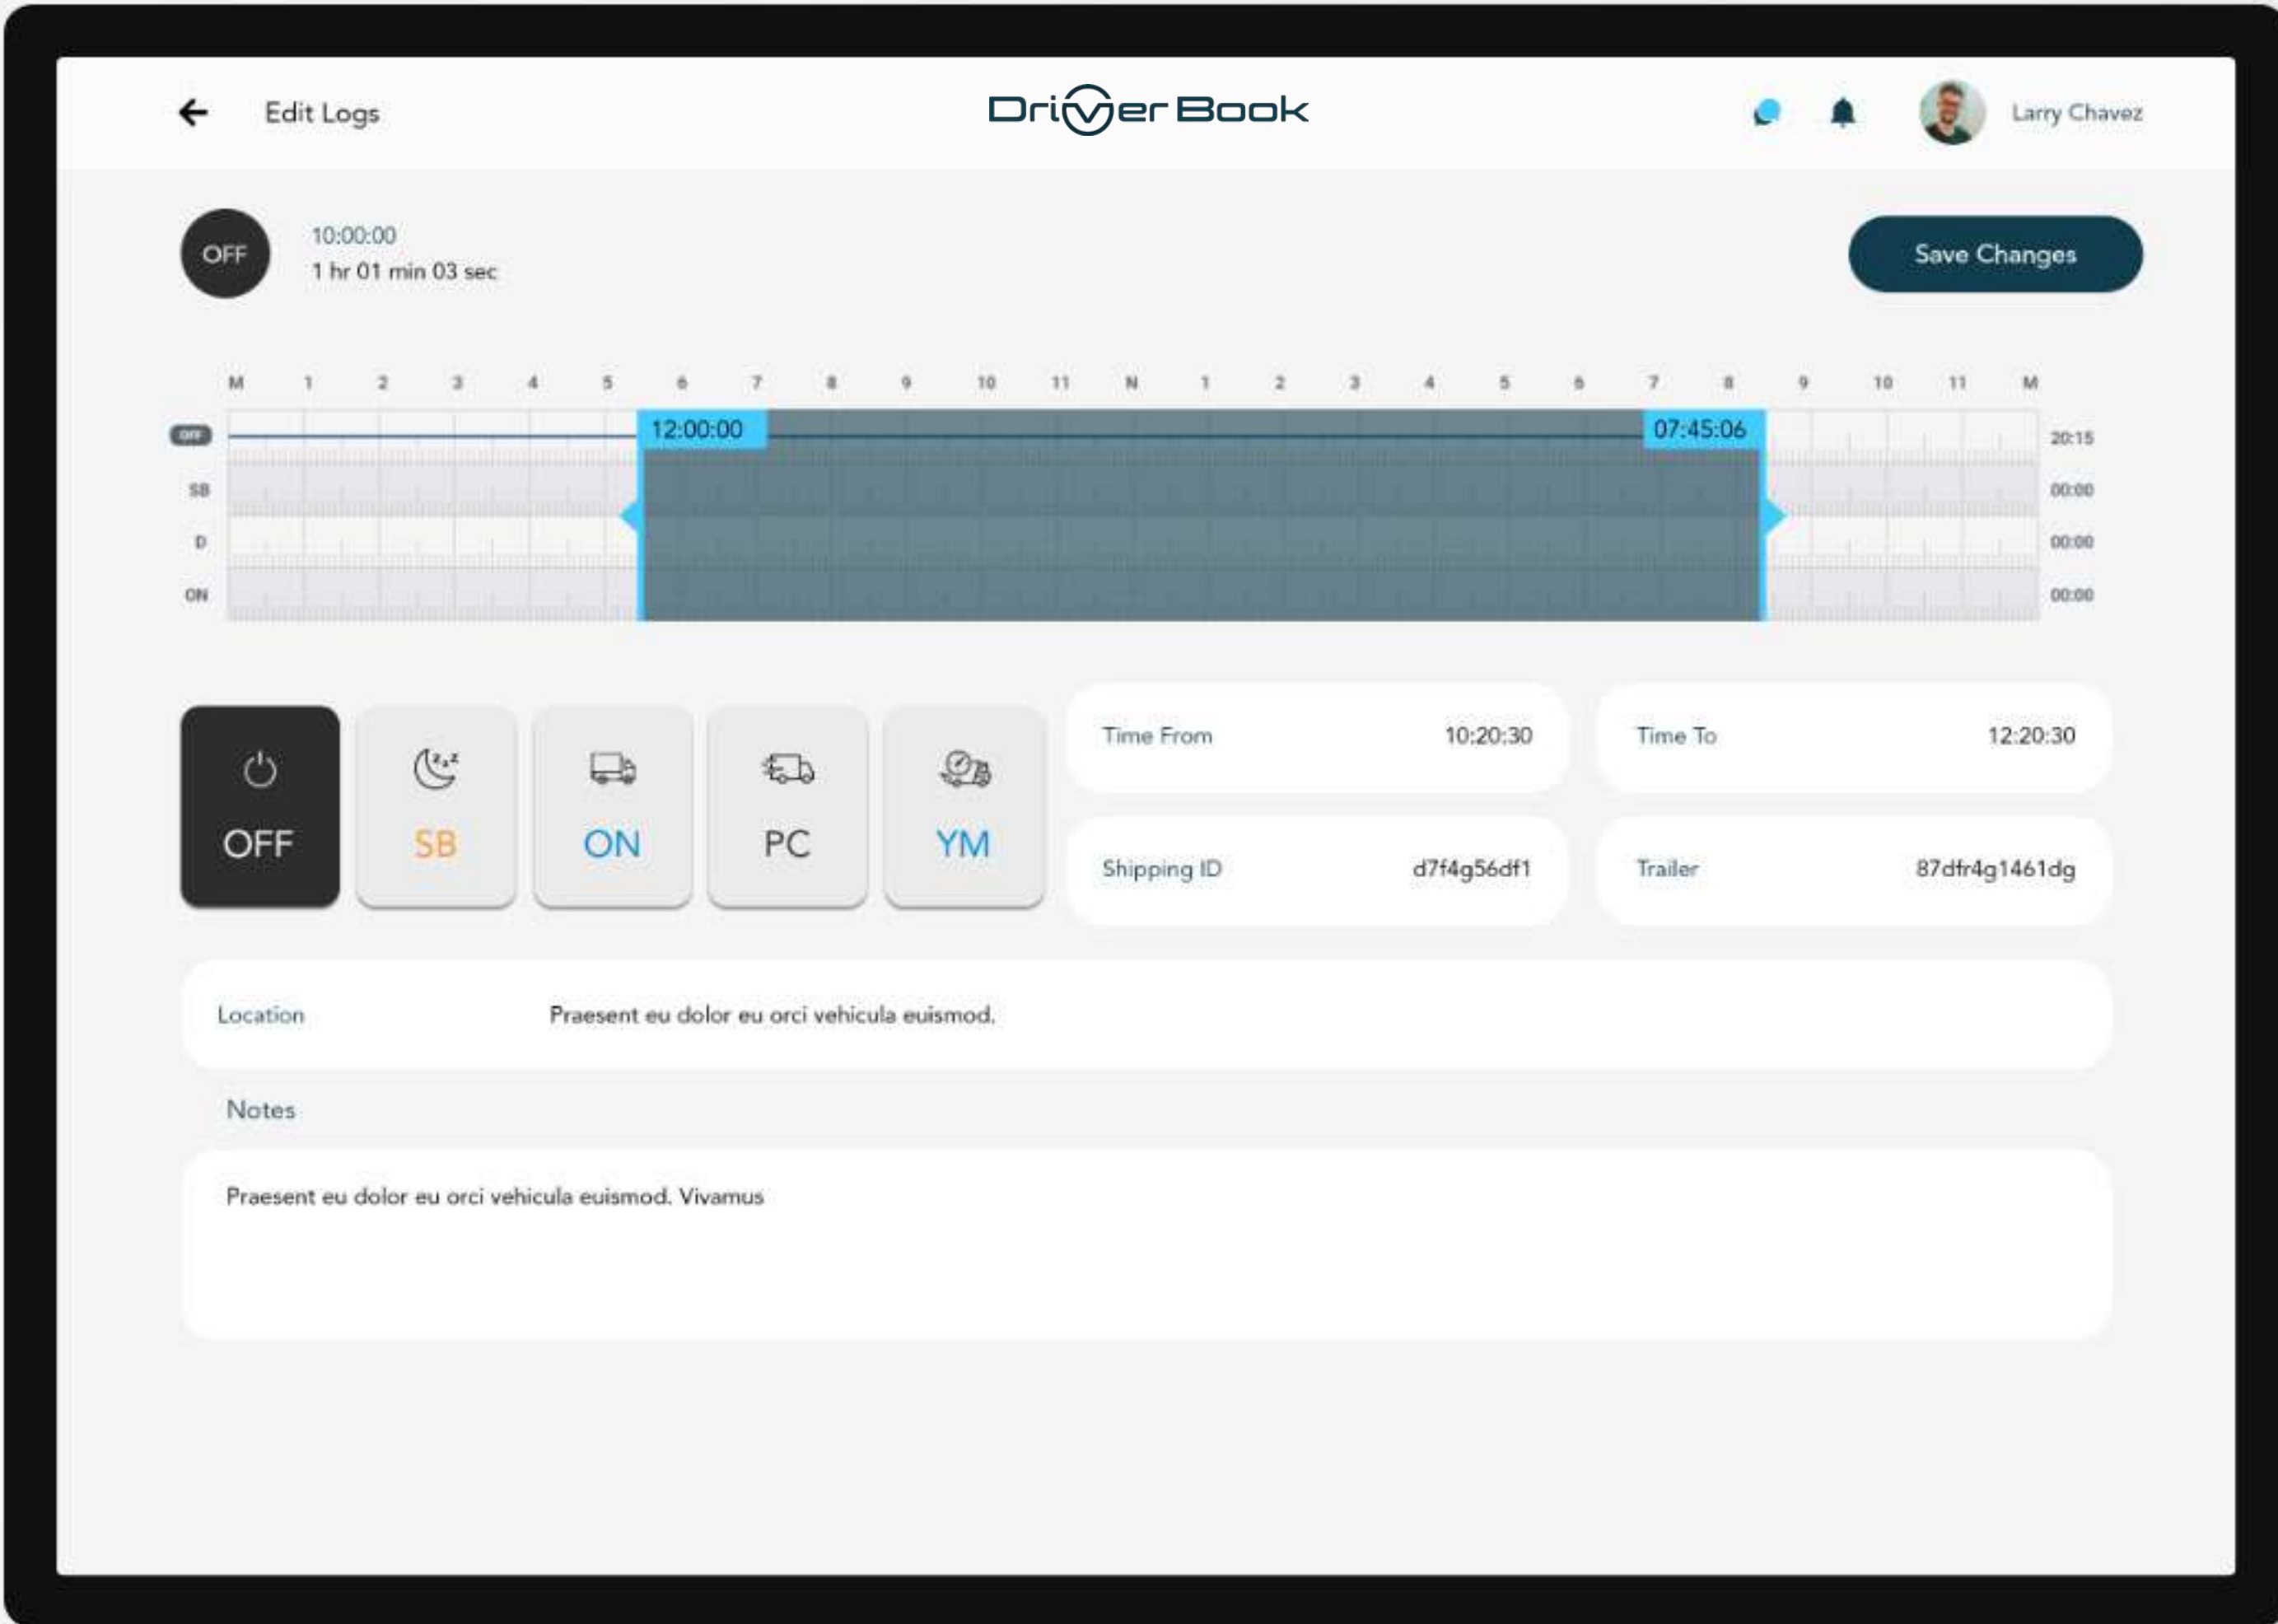 Edit Logs
Driver Book
Larry Chavez
OFF
10:00:00
1 hr 01 min 03 sec
Save Changes
M 1 2 3 4 5 6 7 8 9 10 11 N 1 2 3 4 5 6 7 8 9 10 11 M
OFF 12:00:00 07:45:06 20:15
SB 00:00
D 00:00
ON 00:00
Time From 10:20:30 Time To 12:20:30
OFF SB ON PC YM
Shipping ID d7f4g56df1 Trailer 87dfr4g1461dg
Location Praesent eu dolor eu orci vehicula euismod.
Notes
Praesent eu dolor eu orci vehicula euismod. Vivamus